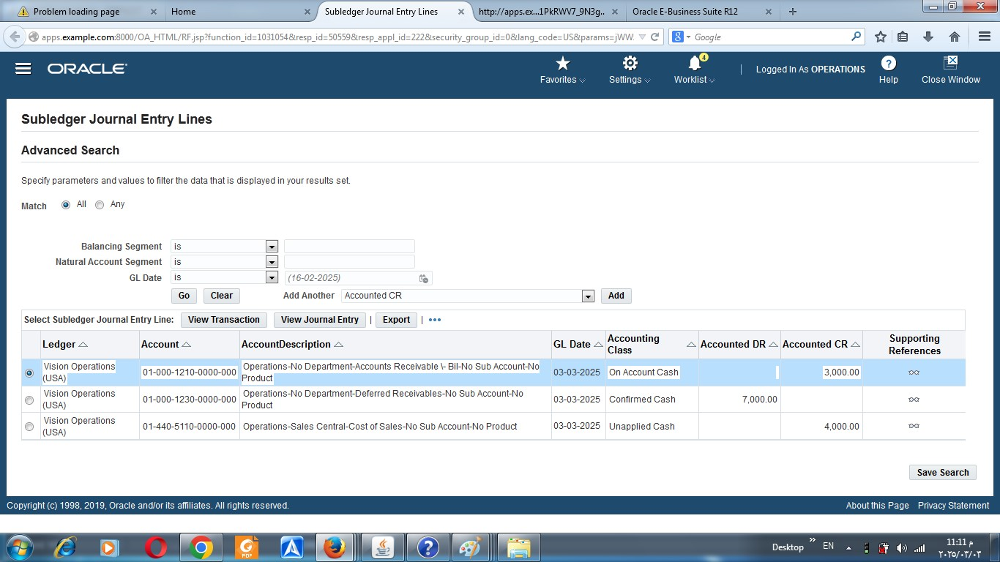 Problem loading page
Home
Subledger Journal Entry Lines
http://apps.ex...1PkRWV7_9N3g..
Oracle E-Business Suite R12
apps.example.com:8000/OA_HTML/RF.jsp?function_id=1031054&resp_id=50559&resp_appl_id=222&security_group_id=0&lang_code=US&params=jWW
8
Google
ORACLE
Favorites
Settings
4
Worklist
Logged In As OPERATIONS
?
Help
Close Window
Subledger Journal Entry Lines
Advanced Search
Specify parameters and values to filter the data that is displayed in your results set.
Match All Any
Balancing Segment is
Natural Account Segment is
GL Date is (16-02-2025)
Go Clear Add Another Accounted CR Add
Select Subledger Journal Entry Line: View Transaction View Journal Entry | Export | •••
Ledger Account AccountDescription GL Date Accounting Class Accounted DR Accounted CR Supporting References
Vision Operations (USA) 01-000-1210-0000-000 Operations-No Department-Accounts Receivable \- Bil-No Sub Account-No Product 03-03-2025 On Account Cash 3,000.00
Vision Operations (USA) 01-000-1230-0000-000 Operations-No Department-Deferred Receivables-No Sub Account-No Product 03-03-2025 Confirmed Cash 7,000.00
Vision Operations (USA) 01-440-5110-0000-000 Operations-Sales Central-Cost of Sales-No Sub Account-No Product 03-03-2025 Unapplied Cash 4,000.00
Save Search
Copyright (c) 1998, 2019, Oracle and/or its affiliates. All rights reserved.
About this Page Privacy Statement
PDF
?
Desktop
»
EN
11:11 م
٢٠٢٥/٠٣/٠٣